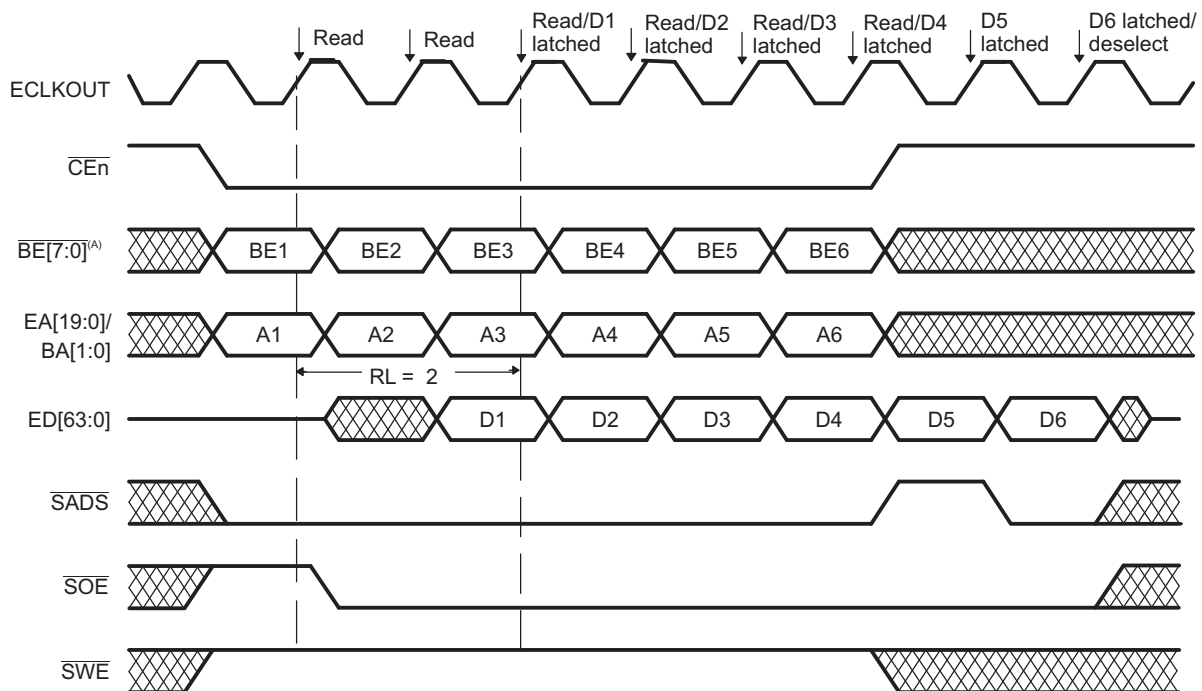 Read
Read
Read/D1
latched
Read/D2
latched
Read/D3
latched
Read/D4
latched
D5
latched
D6 latched/
deselect
ECLKOUT
CEn
BE[7:0](A)
BE1 BE2 BE3 BE4 BE5 BE6
EA[19:0]/
BA[1:0]
A1 A2 A3 A4 A5 A6
RL = 2
ED[63:0]
D1 D2 D3 D4 D5 D6
SADS
SOE
SWE